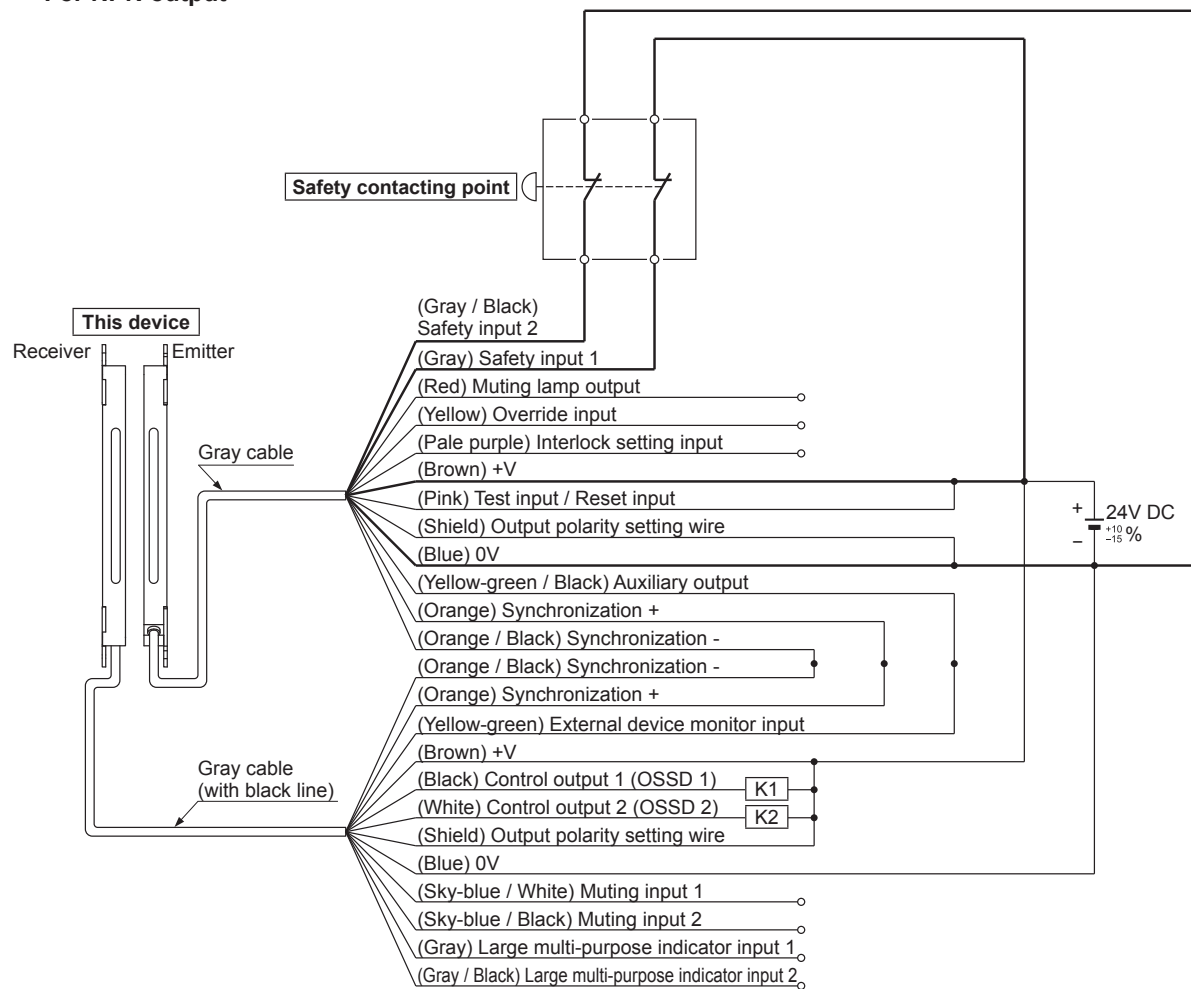 Safety contacting point
(Gray / Black)
Safety input 2
This device
Receiver
Emitter
(Gray) Safety input 1
(Red) Muting lamp output
(Yellow) Override input
(Pale purple) Interlock setting input
Gray cable
(Brown) +V
(Pink) Test input / Reset input
(Shield) Output polarity setting wire
+
24V DC
+10
-15 %
−
(Blue) 0V
(Yellow-green / Black) Auxiliary output
(Orange) Synchronization +
(Orange / Black) Synchronization -
(Orange / Black) Synchronization -
(Orange) Synchronization +
(Yellow-green) External device monitor input
(Brown) +V
Gray cable
(with black line)
(Black) Control output 1 (OSSD 1)
K1
(White) Control output 2 (OSSD 2)
K2
(Shield) Output polarity setting wire
(Blue) 0V
(Sky-blue / White) Muting input 1
(Sky-blue / Black) Muting input 2
(Gray) Large multi-purpose indicator input 1
(Gray / Black) Large multi-purpose indicator input 2